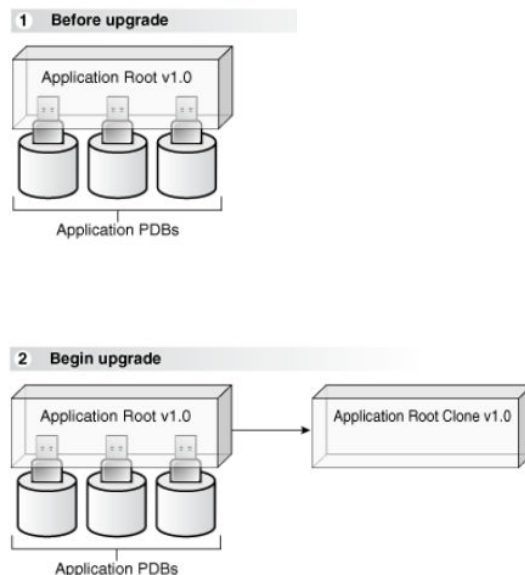 1 Before upgrade
Application Root v1.0
Application PDBs
2 Begin upgrade
Application Root v1.0
Application Root Clone v1.0
Application PDBs